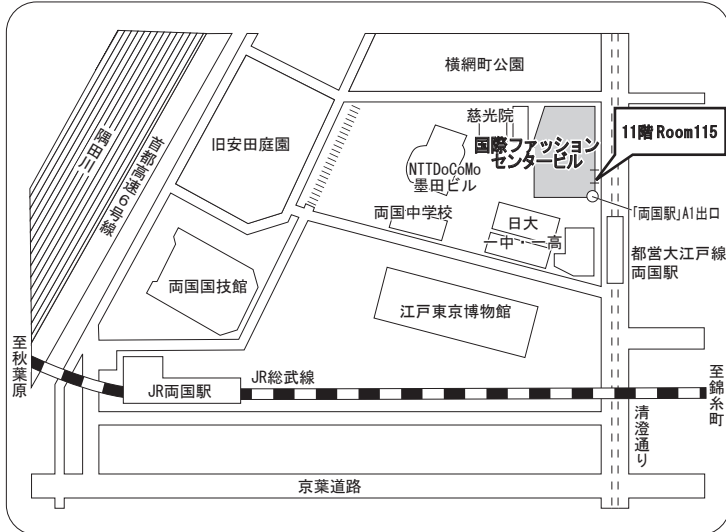 横網町公園
隅田川
首都高速6号線
旧安田庭園
慈光院
国際ファッション
センタービル
11階 Room115
NTTDoCoMo
墨田ビル
両国中学校
日大
一中・一高
「両国駅」A1出口
都営大江戸線
両国駅
両国国技館
江戸東京博物館
至秋葉原
JR両国駅
JR総武線
至錦糸町
清澄通り
京葉道路